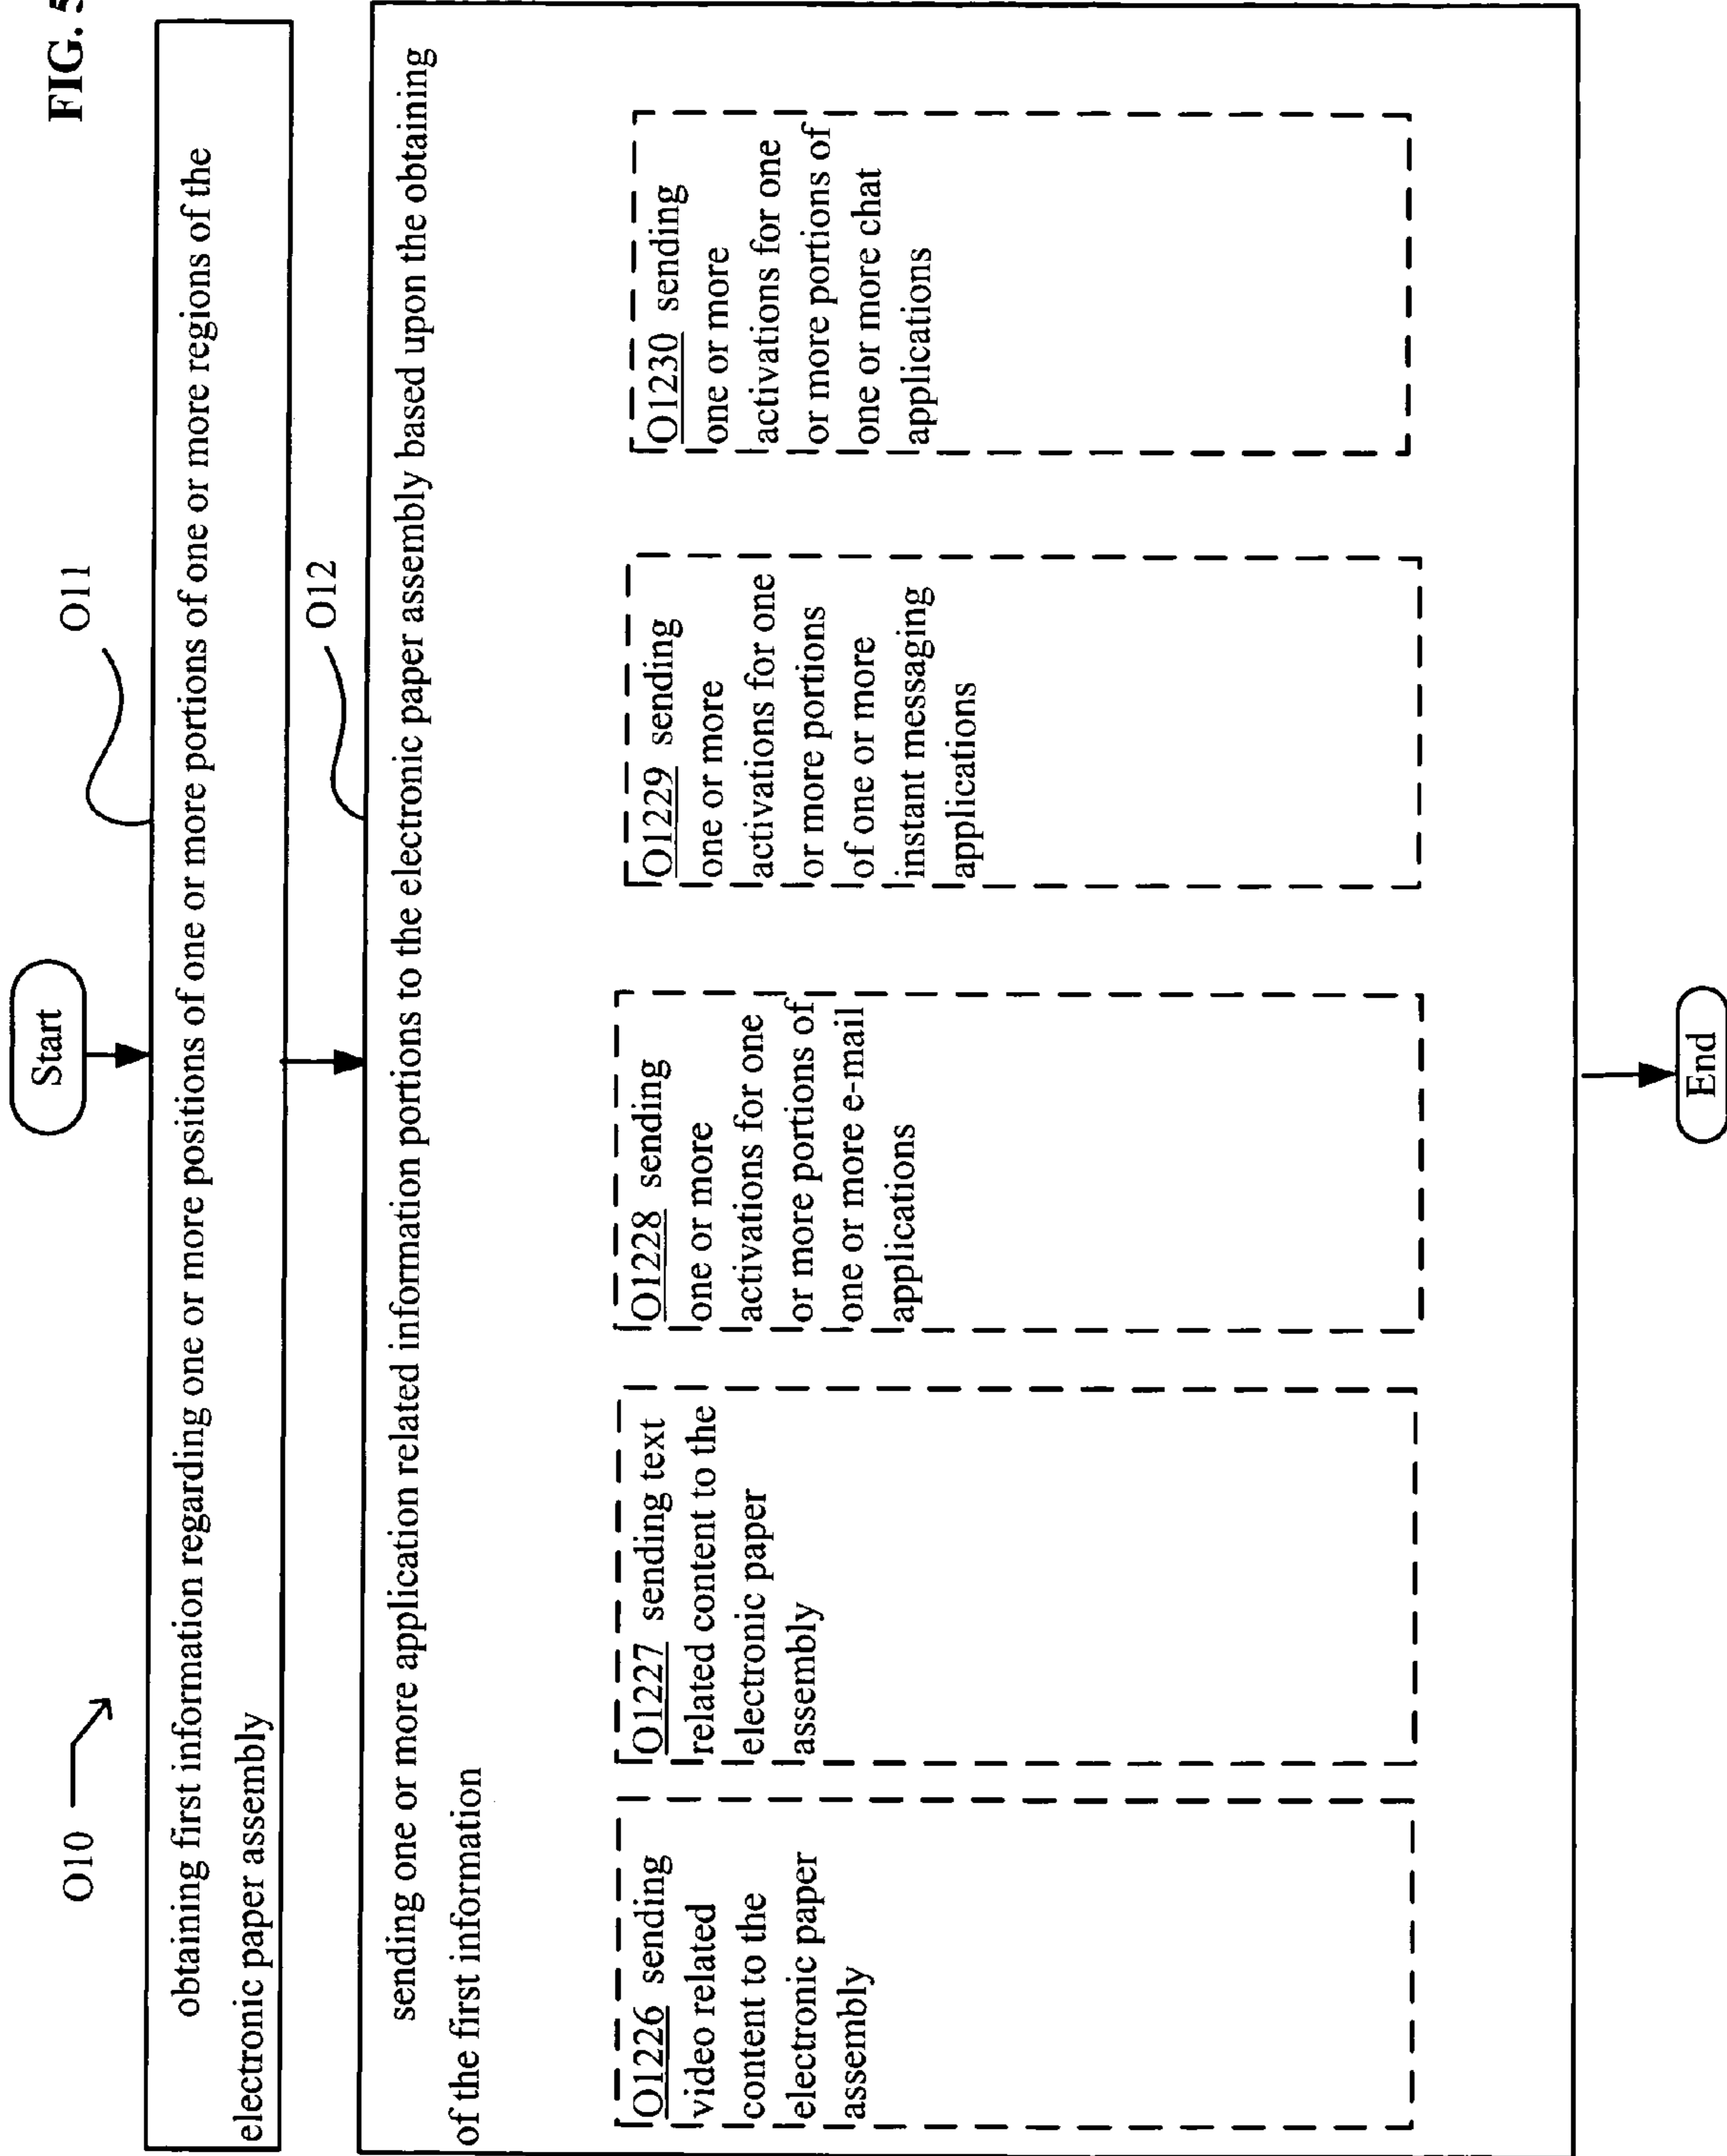 FIG. 5
Start
O10
O11
obtaining first information regarding one or more positions of one or more portions of one or more regions of the
electronic paper assembly
O12
sending one or more application related information portions to the electronic paper assembly based upon the obtaining
of the first information
O1226 sending
video related
content to the
electronic paper
assembly
O1227 sending text
related content to the
electronic paper
assembly
O1228 sending
one or more
activations for one
or more portions of
one or more e-mail
applications
O1229 sending
one or more
activations for one
or more portions
of one or more
instant messaging
applications
O1230 sending
one or more
activations for one
or more portions of
one or more chat
applications
End